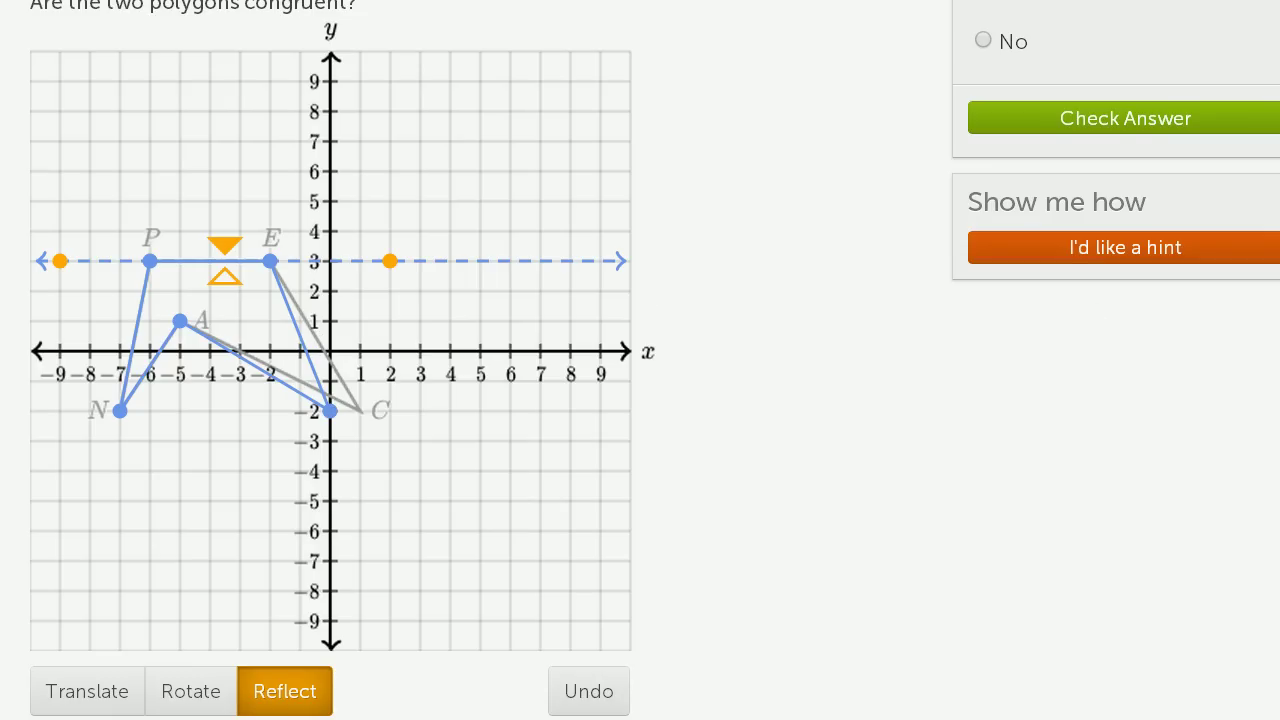 Are the two polygons congruent?
y
No
9
8
Check Answer
7
6
5
Show me how
P
E
4
3
I'd like a hint
2
A
1
x
−9 −8 −7 −6 −5 −4 −3 −2 1 2 3 4 5 6 7 8 9
N
−2
C
−3
−4
−5
−6
−7
−8
−9
Translate Rotate Reflect Undo